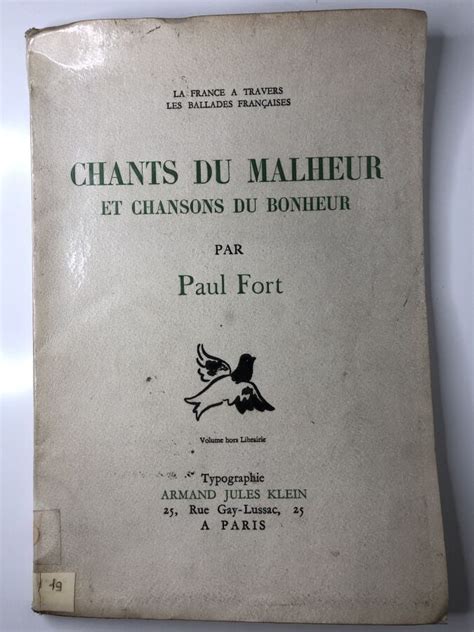 LA FRANCE A TRAVERS
LES BALLADES FRANÇAISES
CHANTS DU MALHEUR
ET CHANSONS DU BONHEUR
PAR
Paul Fort
Volume hors Librairie
Typographie
ARMAND JULES KLEIN
25, Rue Gay-Lussac, 25
A PARIS
19